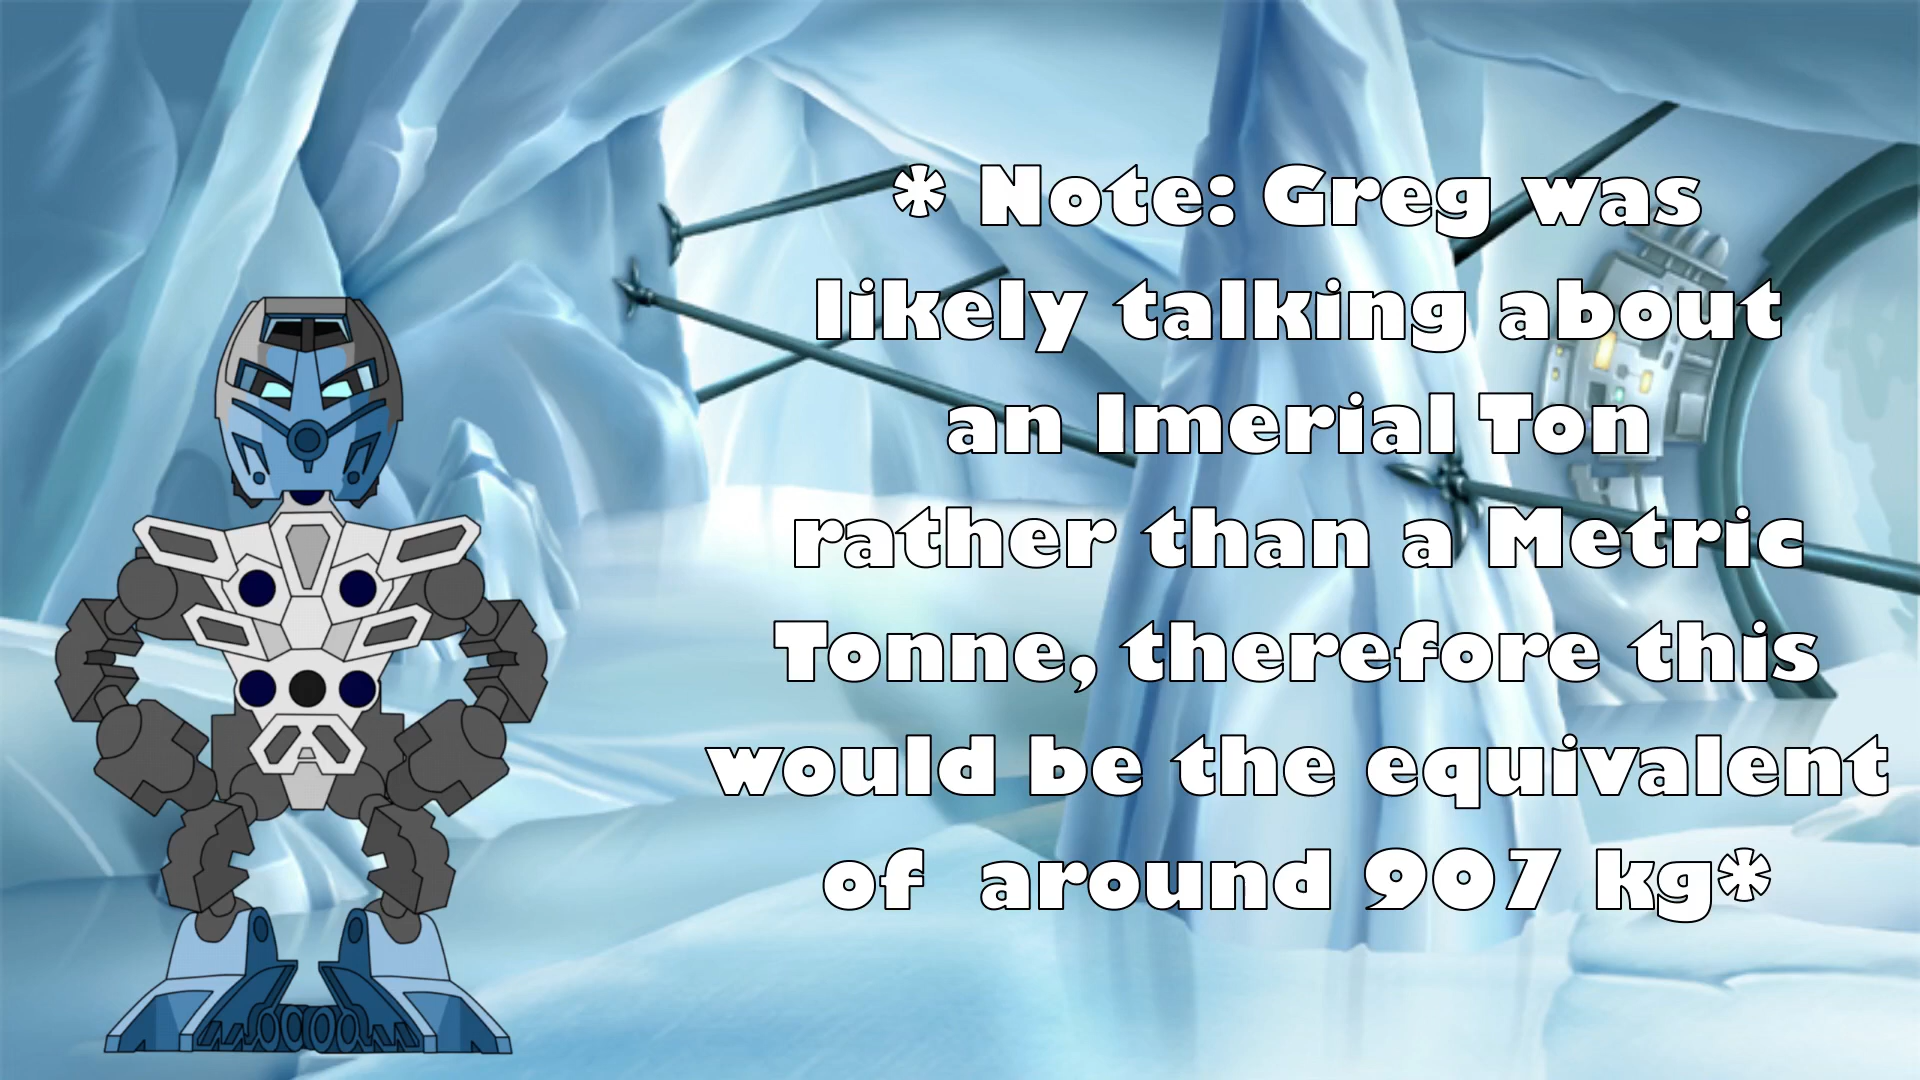 * Note: Greg was
likely talking about
an Imerial Ton
rather than a Metric
Tonne, therefore this
would be the equivalent
of around 907 kg*